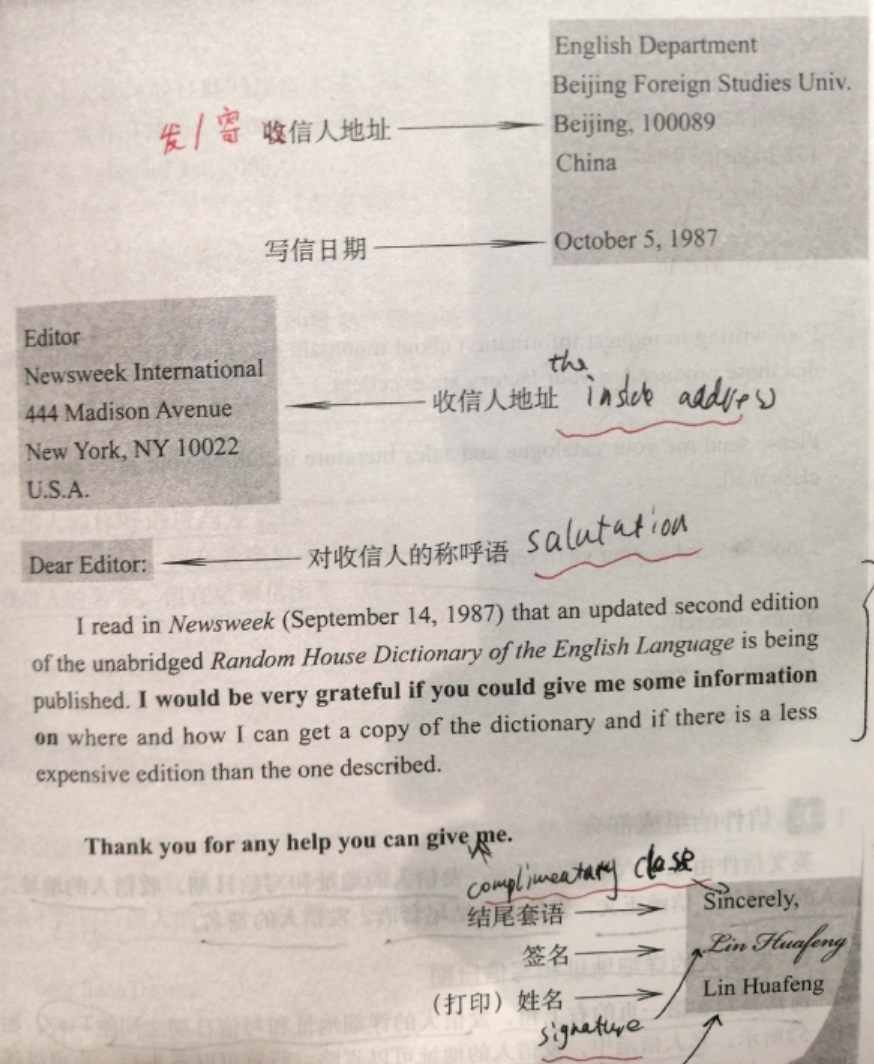 English Department
Beijing Foreign Studies Univ.
发/寄 收信人地址
Beijing, 100089
China
写信日期
October 5, 1987
Editor
Newsweek International
444 Madison Avenue
New York, NY 10022
U.S.A.
收信人地址 the inside address
Dear Editor:
对收信人的称呼语 salutation
I read in Newsweek (September 14, 1987) that an updated second edition
of the unabridged Random House Dictionary of the English Language is being
published. I would be very grateful if you could give me some information
on where and how I can get a copy of the dictionary and if there is a less
expensive edition than the one described.
Thank you for any help you can give me.
complimentary close
结尾套语
Sincerely,
签名
Lin Huafeng
(打印)姓名
Lin Huafeng
signature